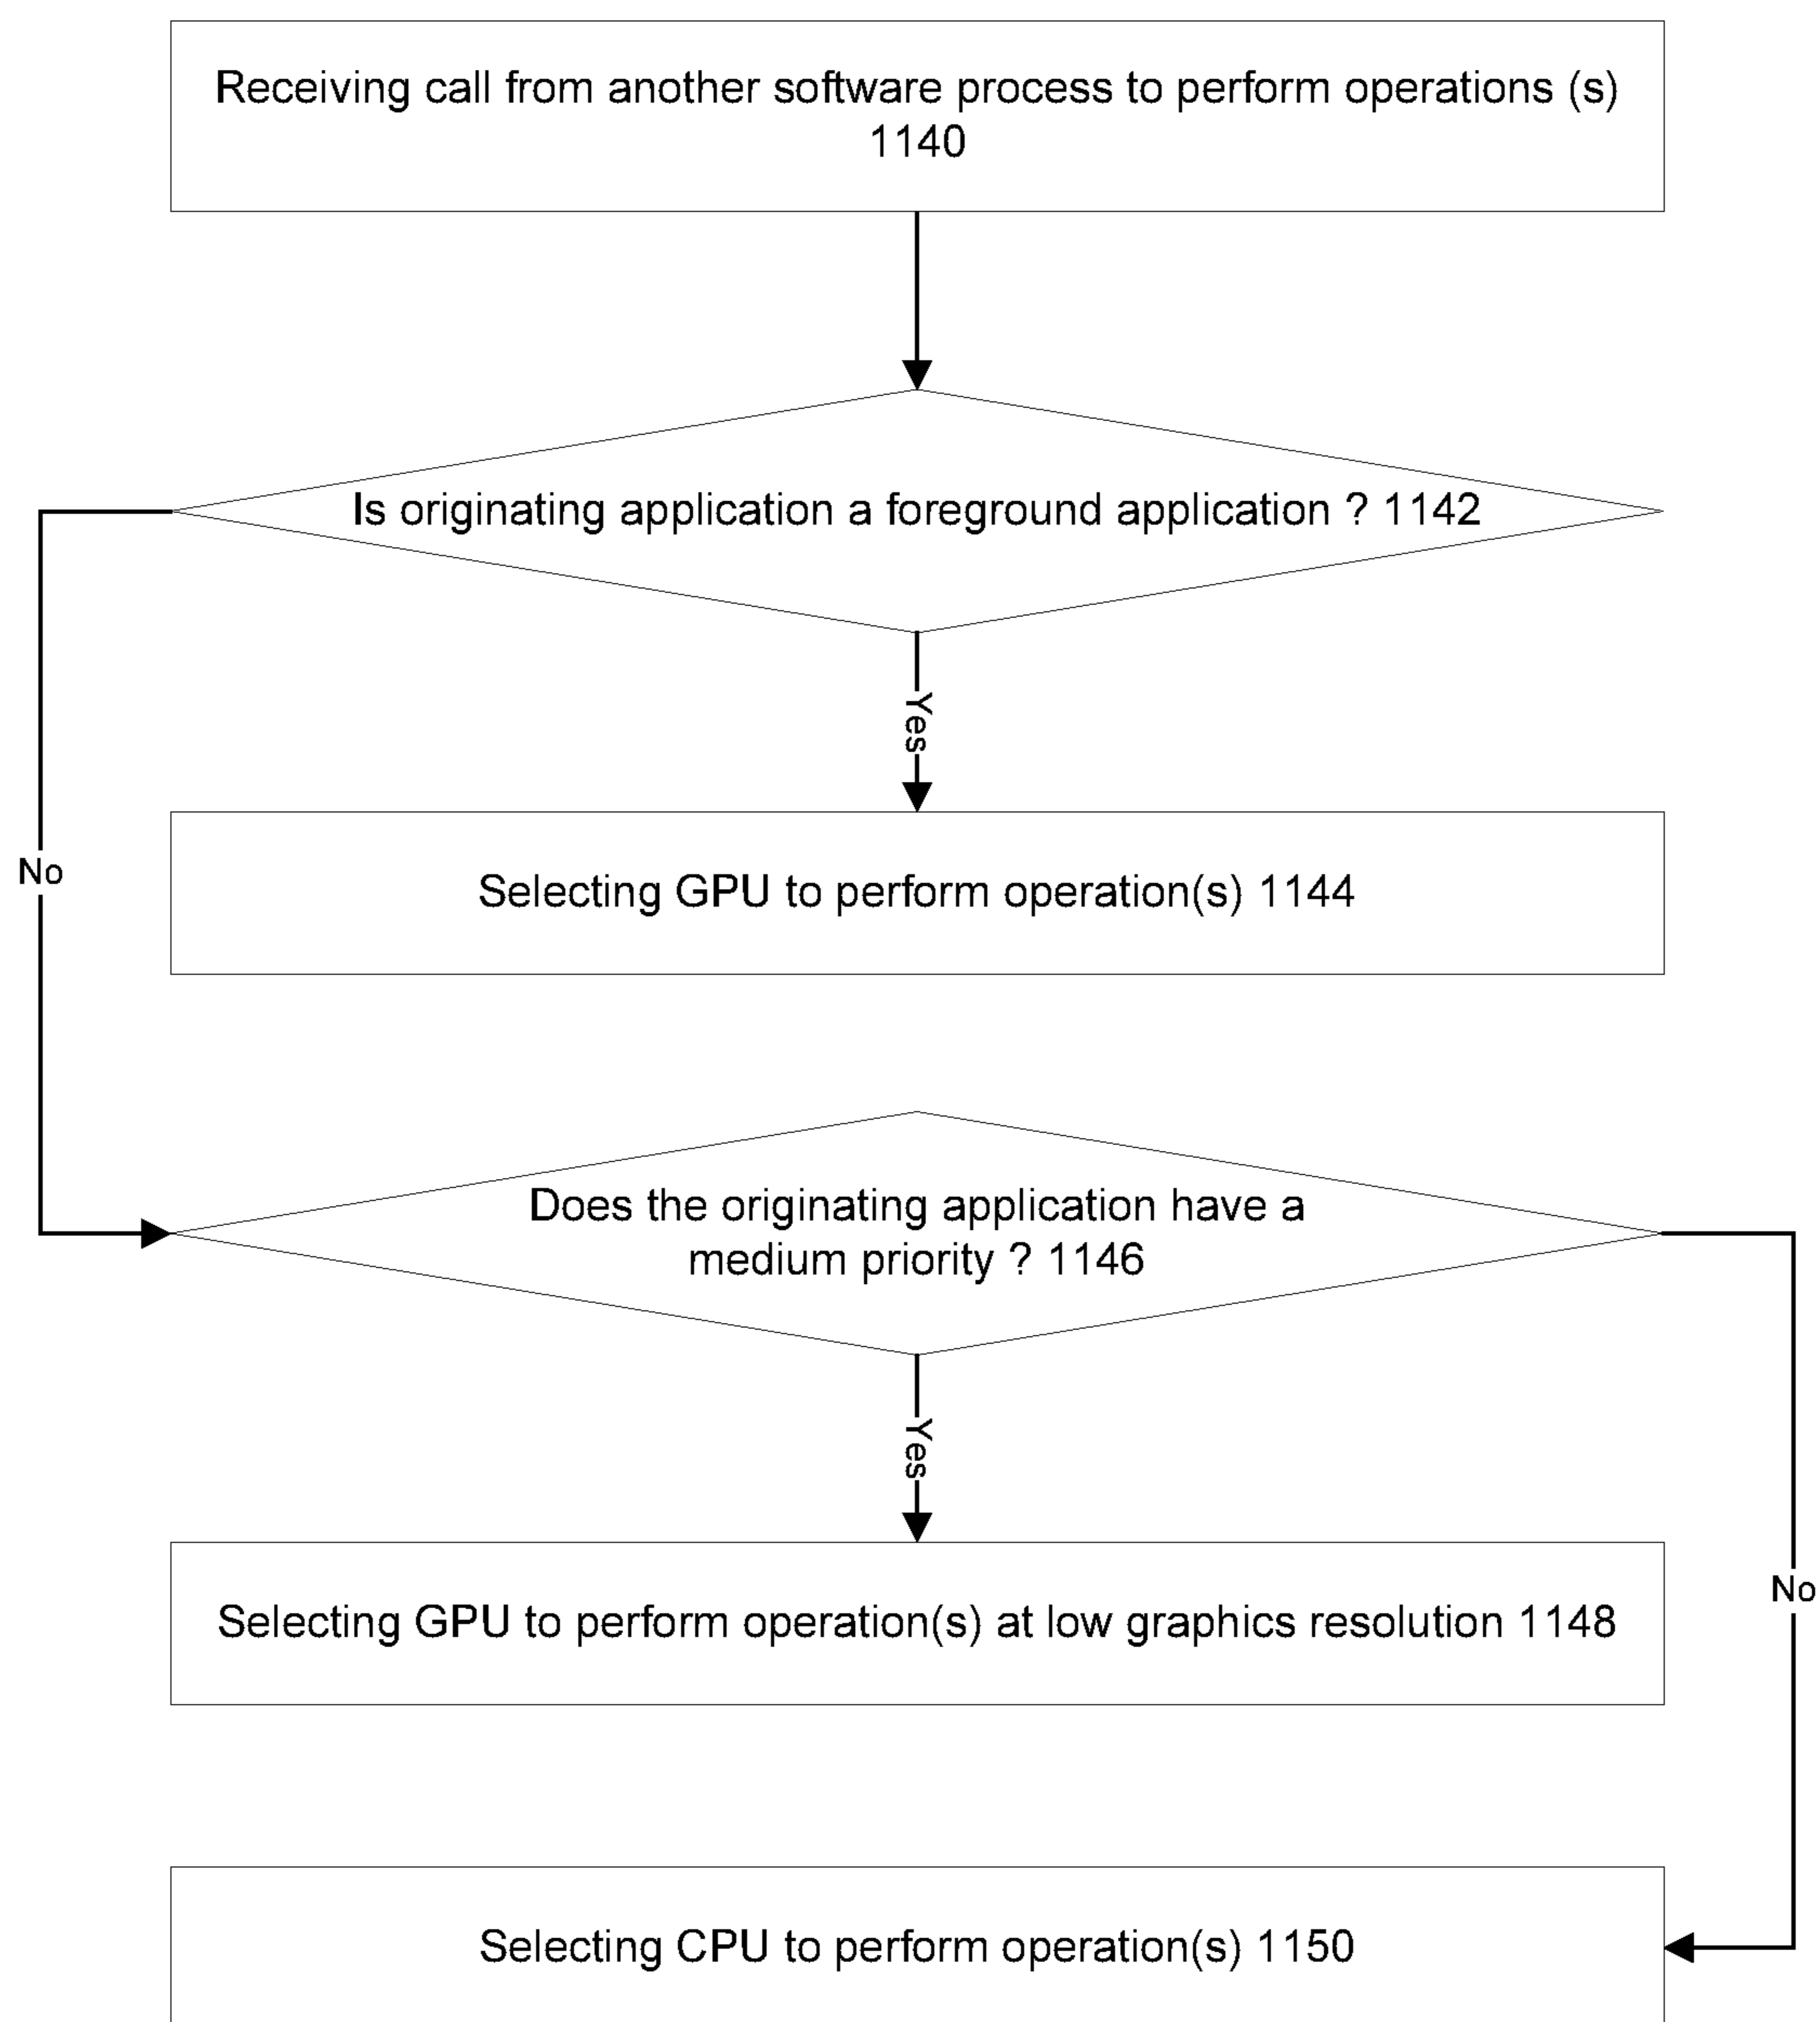 Receiving call from another software process to perform operations (s)
1140
Is originating application a foreground application ? 1142
Yes
Selecting GPU to perform operation(s) 1144
No
Does the originating application have a
medium priority ? 1146
Yes
Selecting GPU to perform operation(s) at low graphics resolution 1148
No
Selecting CPU to perform operation(s) 1150